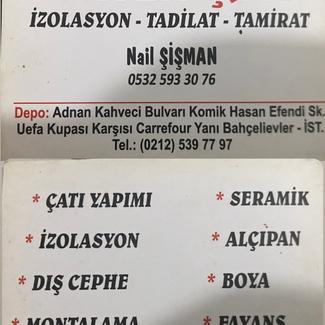 İZOLASYON - TADİLAT - TAMİRAT
Nail ŞİŞMAN
0532 593 30 76
Depo: Adnan Kahveci Bulvarı Komik Hasan Efendi Sk.
Uefa Kupası Karşısı Carrefour Yanı Bahçelievler - İST.
Tel.: (0212) 539 77 97
* ÇATI YAPIMI * SERAMİK
* İZOLASYON * ALÇIPAN
* DIŞ CEPHE * BOYA
* MONTALAMA * FAYANS